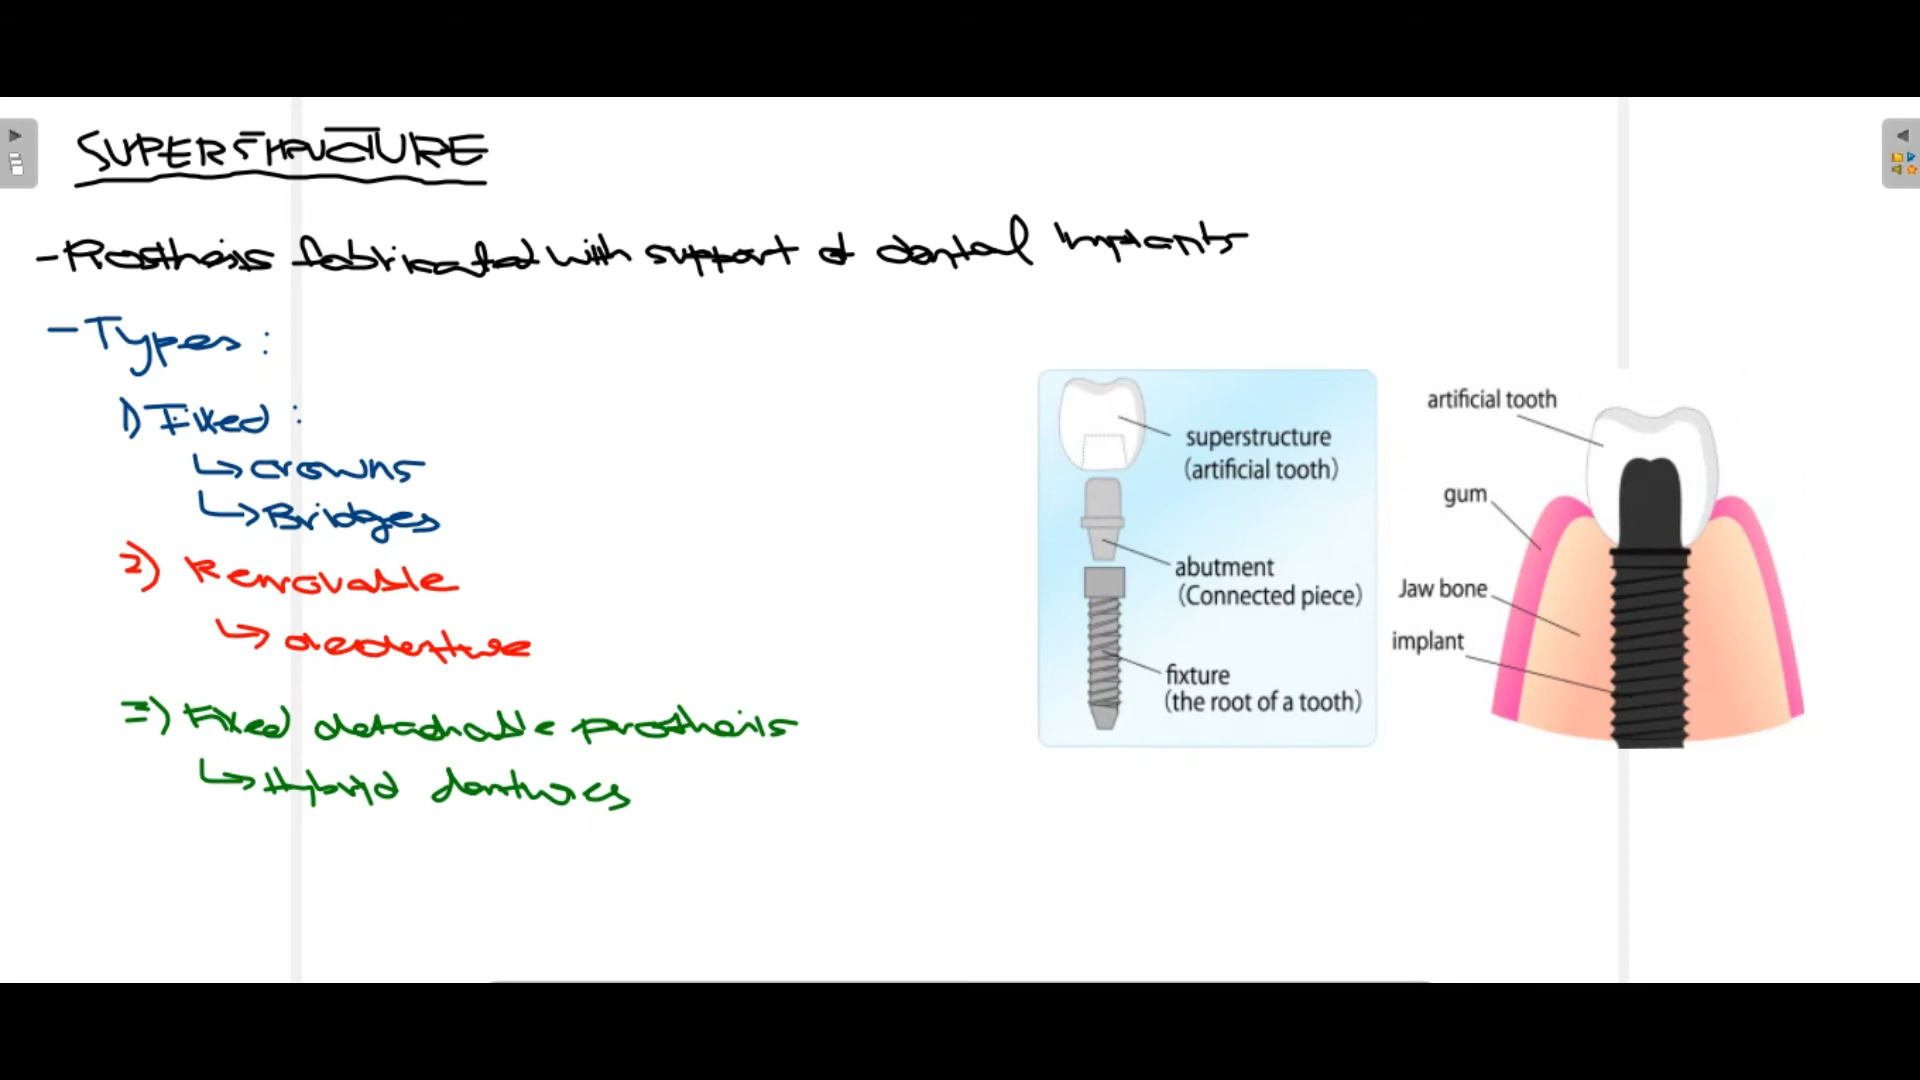 SUPERSTRUCTURE
- Prosthesis fabricated with support of dental implants
- Types :
1) Fixed :
↳ crowns
↳ Bridges
2) Removable
↳
3) Fixed detachable prosthesis
↳ Hybrid dentures
superstructure
(artificial tooth)
abutment
(Connected piece)
fixture
(the root of a tooth)
artificial tooth
gum
Jaw bone
implant